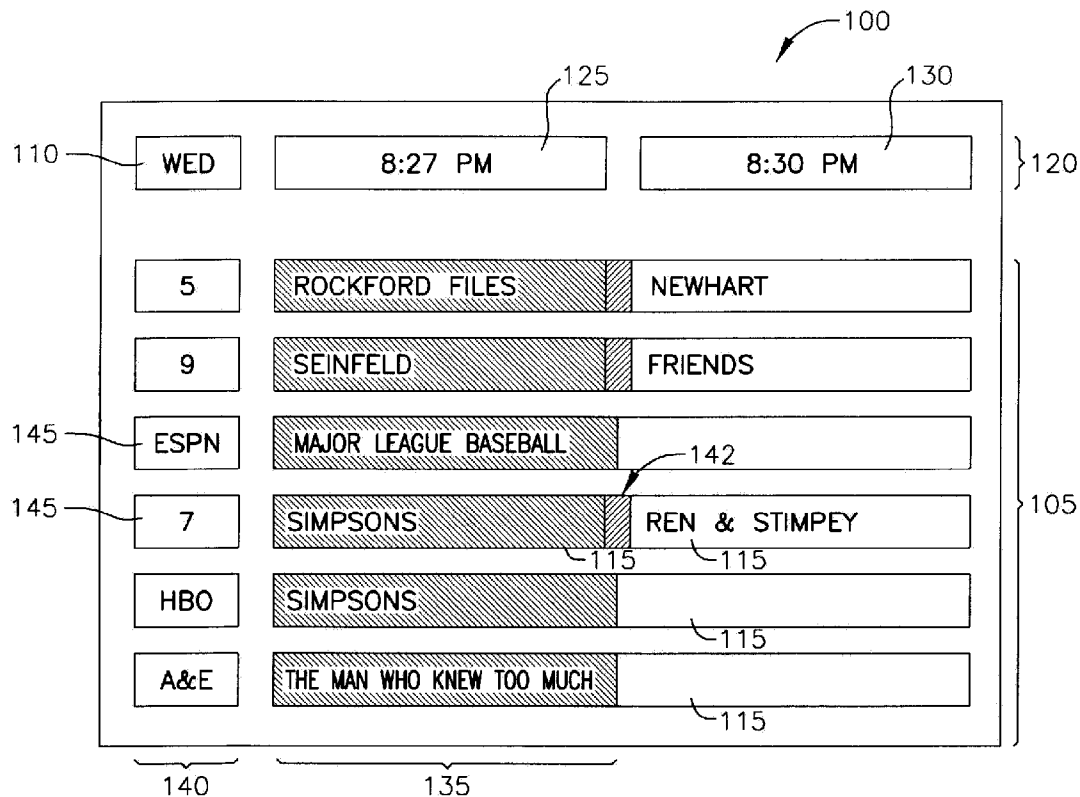 100
125 130
110 WED 8:27 PM 8:30 PM 120
5 ROCKFORD FILES NEWHART
9 SEINFELD FRIENDS
145 ESPN MAJOR LEAGUE BASEBALL
142
145 7 SIMPSONS REN & STIMPEY 105
115 115
HBO SIMPSONS
115
A&E THE MAN WHO KNEW TOO MUCH
115
140 135